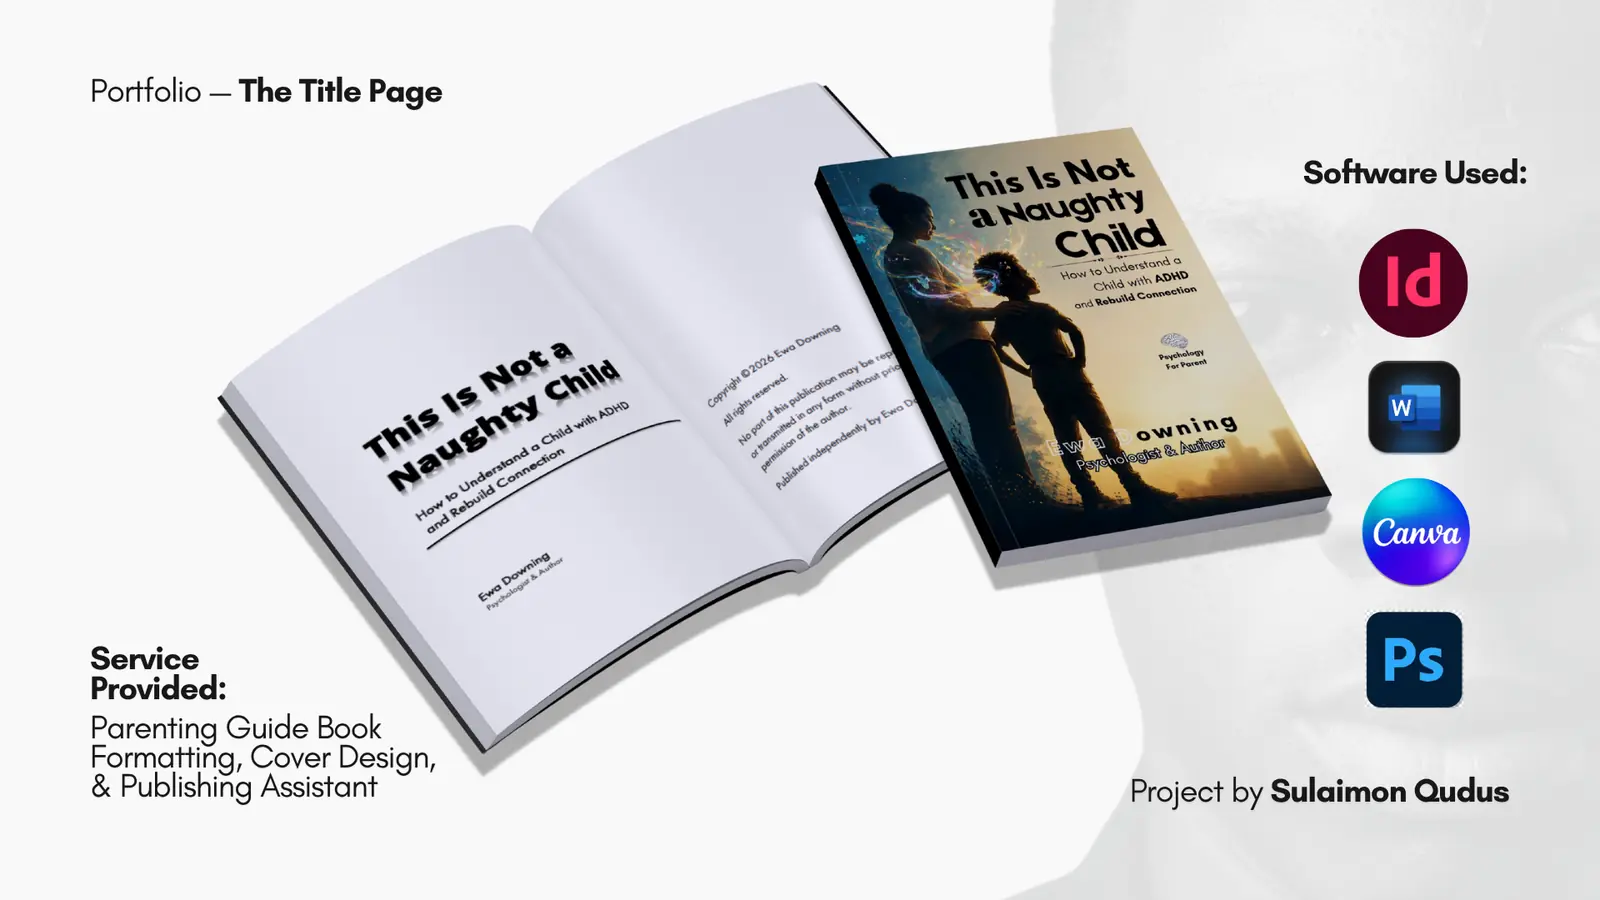 Portfolio — The Title Page
This Is Not a
Naughty Child
How to Understand a Child with ADHD
and Rebuild Connection
Ewa Downing
Psychologist & Author
Copyright © 2026 Ewa Downing
All rights reserved.
No part of this publication may be
or transmitted in any form without
permission of the author.
Published independently by Ewa
This Is Not
a Naughty
Child
How to Understand a
Child with ADHD
and Rebuild Connection
Psychology
For Parent
Ewa Downing
Psychologist & Author
Software Used:
Id
W
Canva
Ps
Service
Provided:
Parenting Guide Book
Formatting, Cover Design,
& Publishing Assistant
Project by Sulaimon Qudus